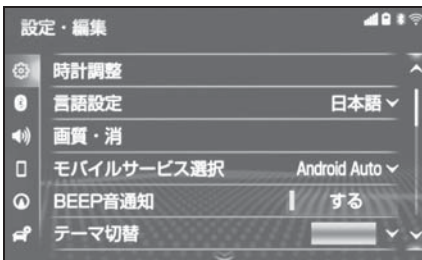 設定・編集
時計調整
言語設定 日本語
画質・消
モバイルサービス選択 Android Auto
BEEP音通知 する
テーマ切替